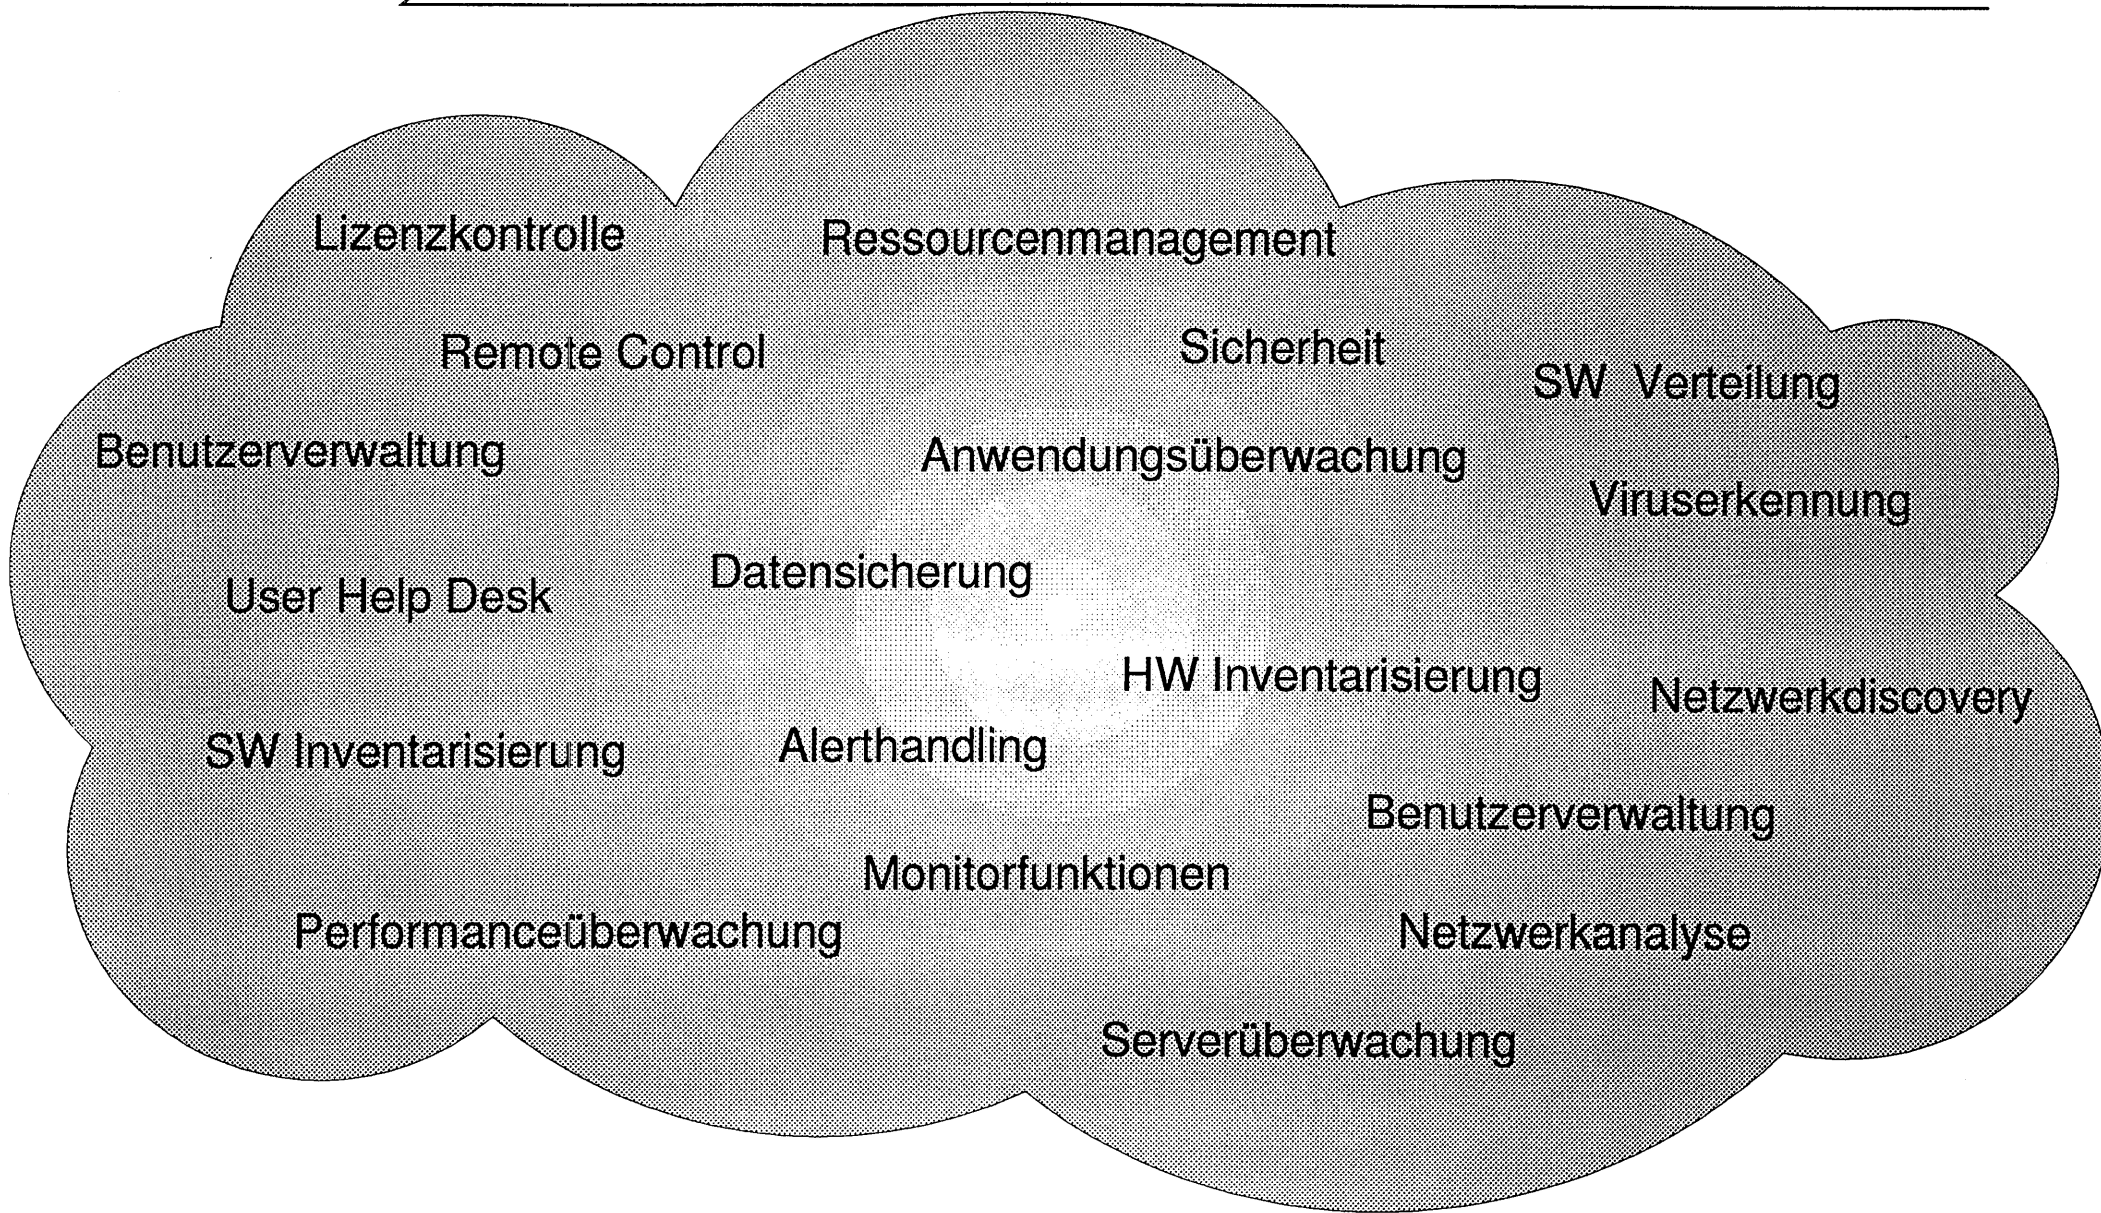 Lizenzkontrolle
Ressourcenmanagement
Remote Control
Sicherheit
SW Verteilung
Benutzerverwaltung
Anwendungsüberwachung
Viruserkennung
Datensicherung
User Help Desk
HW Inventarisierung
Netzwerkdiscovery
SW Inventarisierung
Alerthandling
Benutzerverwaltung
Monitorfunktionen
Performanceüberwachung
Netzwerkanalyse
Serverüberwachung